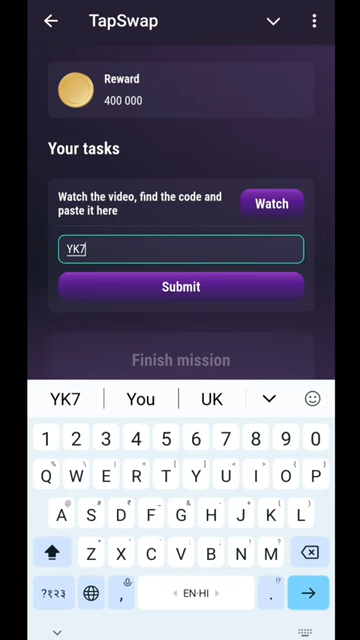 TapSwap
Reward
400 000
Your tasks
Watch the video, find the code and
paste it here
Watch
YK7
Submit
Finish mission
YK7 You UK
1 2 3 4 5 6 7 8 9 0
Q W E R T Y U I O P
A S D F G H J K L
Z X C V B N M
?१२३ , EN·HI .